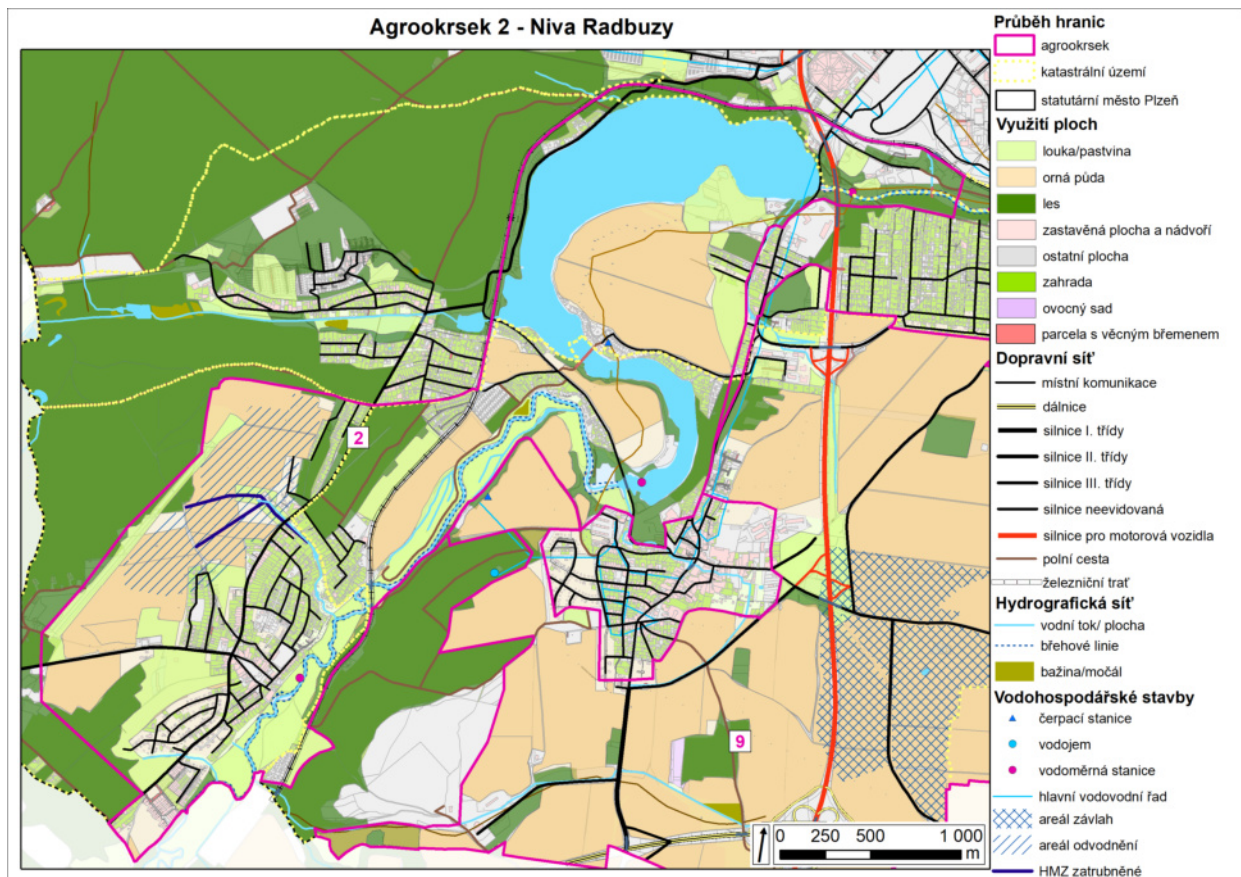 Agrookrsek 2 - Niva Radbuzy
Průběh hranic
agrookrsek
katastrální území
statutární město Plzeň
Využití ploch
louka/pastvina
orná půda
les
zastavěná plocha a nádvoří
ostatní plocha
zahrada
ovocný sad
parcela s věcným břemenem
Dopravní síť
místní komunikace
dálnice
silnice I. třídy
silnice II. třídy
silnice III. třídy
silnice neevidovaná
silnice pro motorová vozidla
polní cesta
železniční trať
Hydrografická síť
vodní tok/ plocha
břehové linie
bažina/močál
Vodohospodářské stavby
čerpací stanice
vodojem
vodoměrná stanice
hlavní vodovodní řad
areál závlah
areál odvodnění
HMZ zatrubněné
2
9
0 250 500 1 000
m